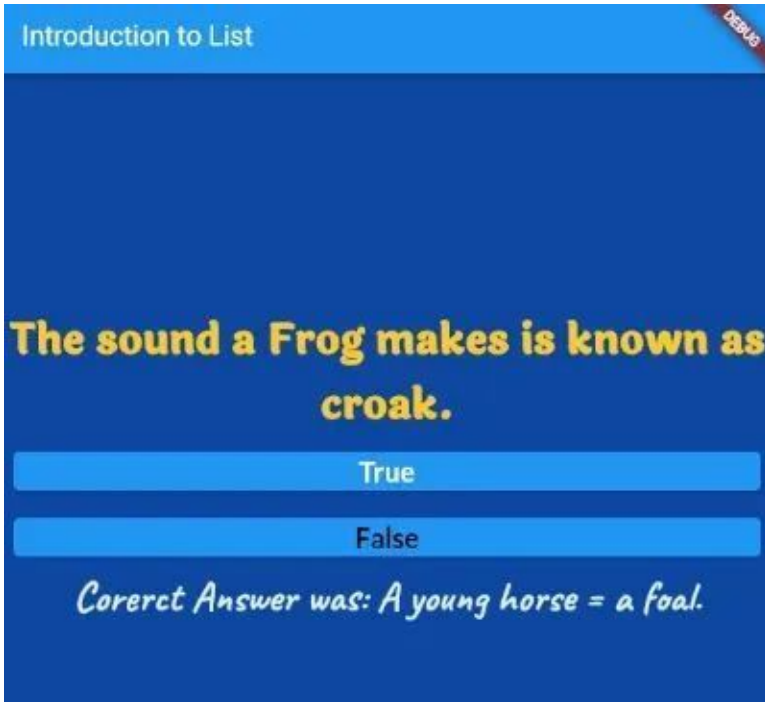 Introduction to List
DEBUG
The sound a Frog makes is known as
croak.
True
False
Corerct Answer was: A young horse = a foal.